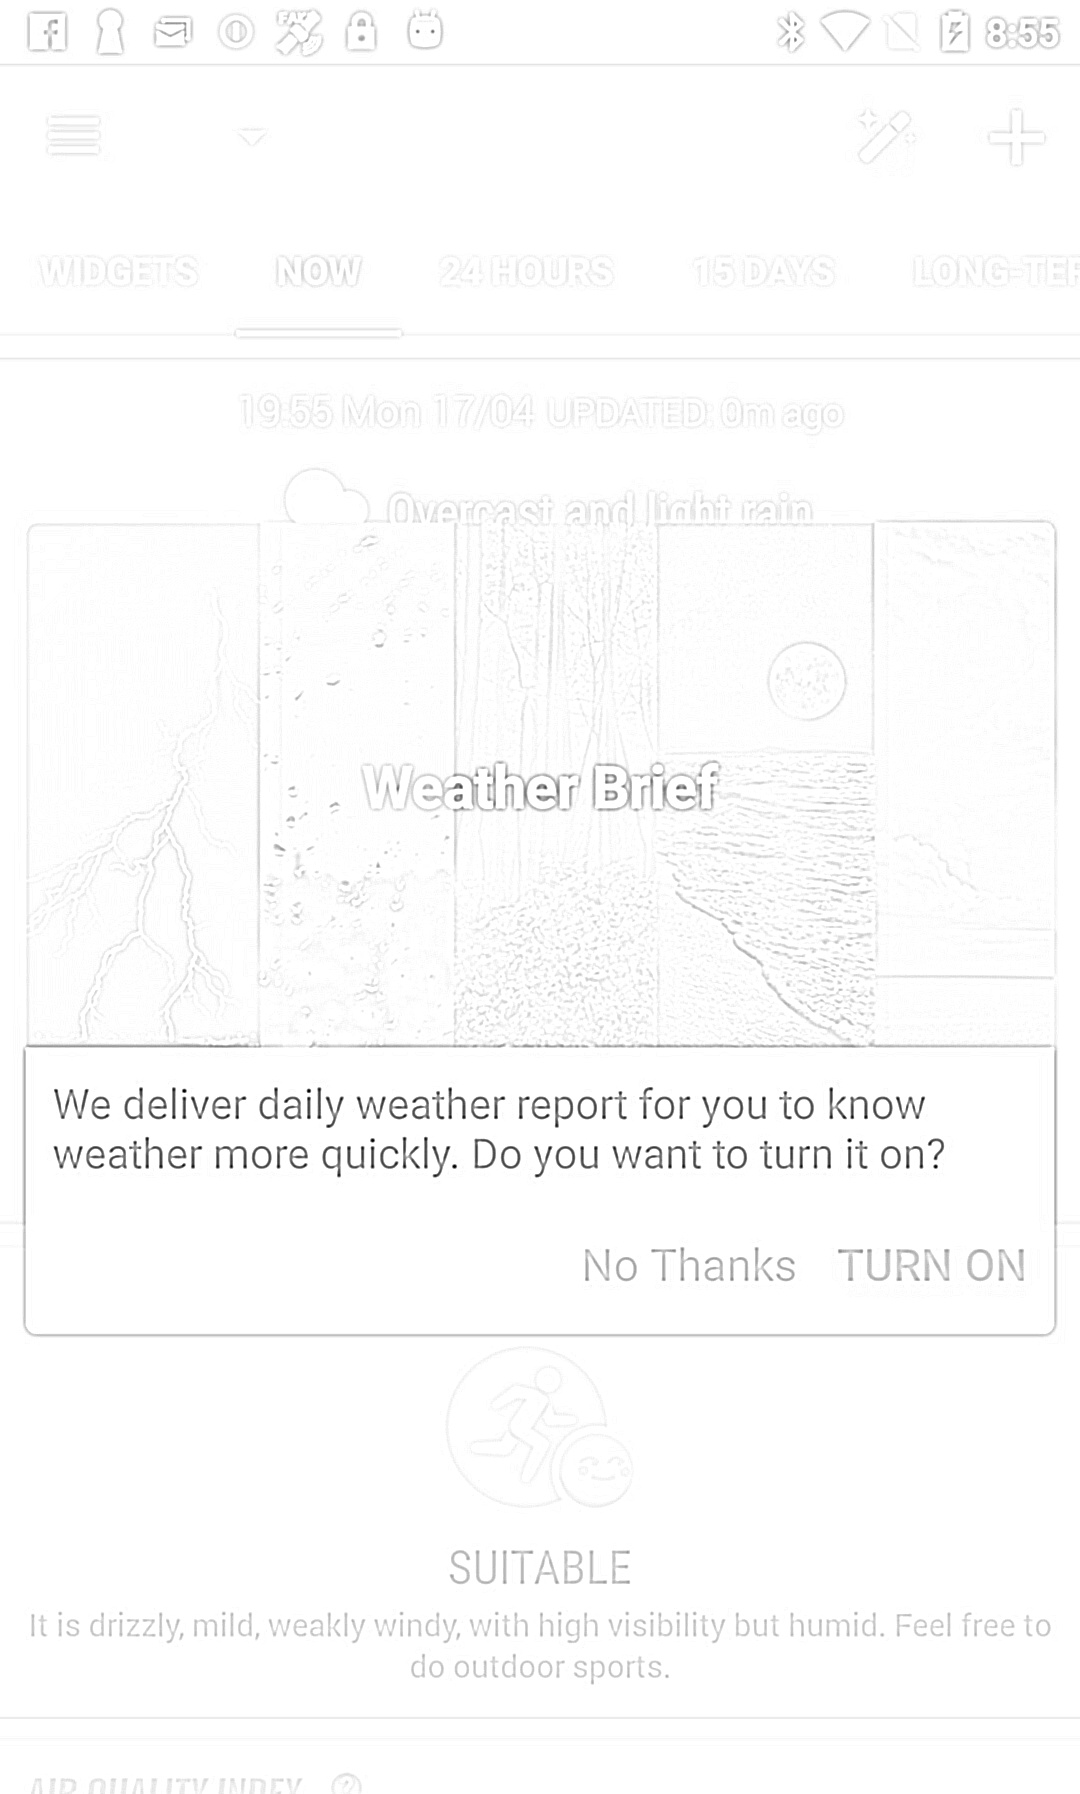 8:55
WIDGETS NOW 24 HOURS 15 DAYS LONG-TER
19:55 Mon 17/04 UPDATED: 0m ago
Overcast and light rain
Weather Brief
We deliver daily weather report for you to know
weather more quickly. Do you want to turn it on?
No Thanks TURN ON
SUITABLE
It is drizzly, mild, weakly windy, with high visibility but humid. Feel free to
do outdoor sports.
AIR QUALITY INDEX ?